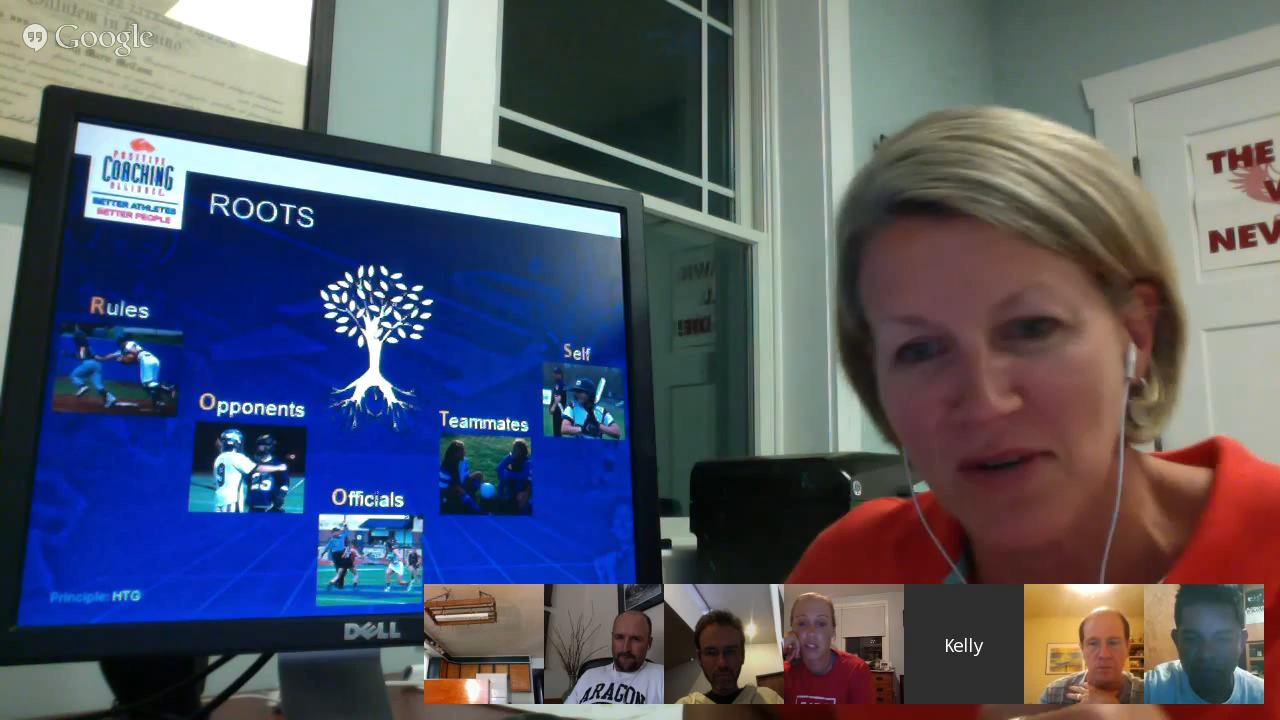 Google
POSITIVE
COACHING
ALLIANCE
BETTER ATHLETES
BETTER PEOPLE
ROOTS
Rules
Opponents
Officials
Teammates
Self
Principle: HTG
DELL
hp
THE
NEV
ARAGON
Kelly